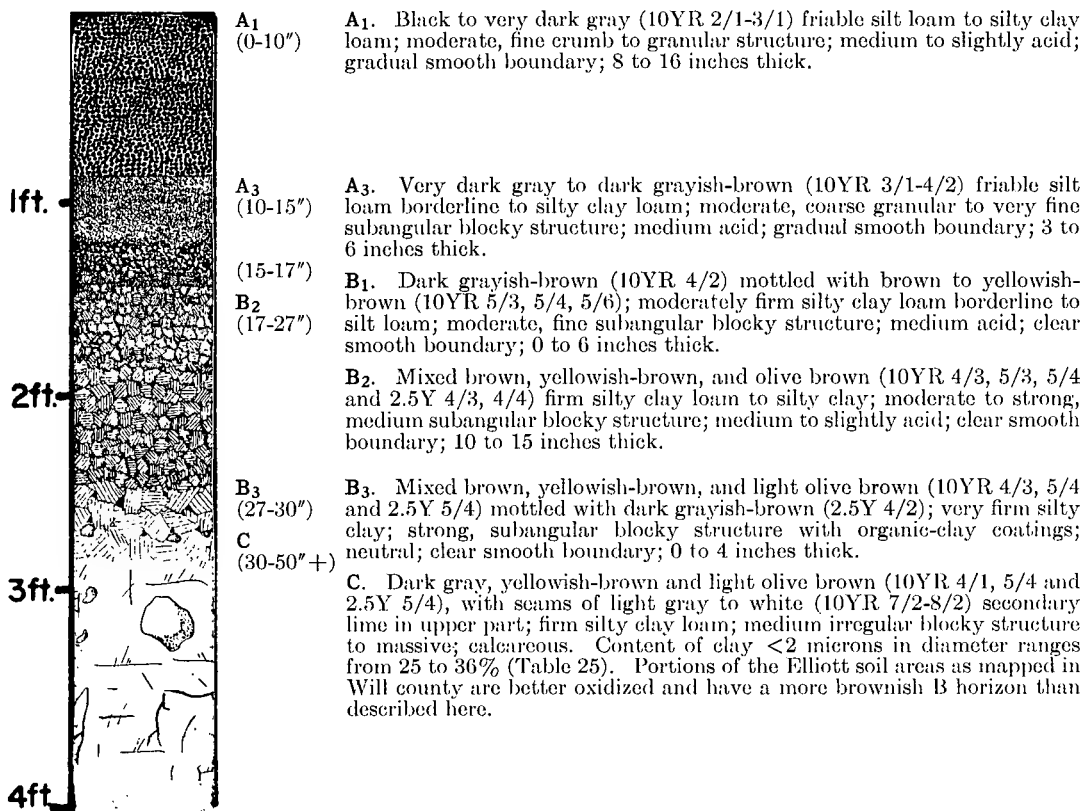 A1
(0-10″)
A1. Black to very dark gray (10YR 2/1-3/1) friable silt loam to silty clay
loam; moderate, fine crumb to granular structure; medium to slightly acid;
gradual smooth boundary; 8 to 16 inches thick.
1ft.
A3
(10-15″)
A3. Very dark gray to dark grayish-brown (10YR 3/1-4/2) friable silt
loam borderline to silty clay loam; moderate, coarse granular to very fine
subangular blocky structure; medium acid; gradual smooth boundary; 3 to
6 inches thick.
(15-17″)
B1. Dark grayish-brown (10YR 4/2) mottled with brown to yellowish-
brown (10YR 5/3, 5/4, 5/6); moderately firm silty clay loam borderline to
silt loam; moderate, fine subangular blocky structure; medium acid; clear
smooth boundary; 0 to 6 inches thick.
B2
(17-27″)
2ft.
B2. Mixed brown, yellowish-brown, and olive brown (10YR 4/3, 5/3, 5/4
and 2.5Y 4/3, 4/4) firm silty clay loam to silty clay; moderate to strong,
medium subangular blocky structure; medium to slightly acid; clear smooth
boundary; 10 to 15 inches thick.
B3
(27-30″)
B3. Mixed brown, yellowish-brown, and light olive brown (10YR 4/3, 5/4
and 2.5Y 5/4) mottled with dark grayish-brown (2.5Y 4/2); very firm silty
clay; strong, subangular blocky structure with organic-clay coatings;
neutral; clear smooth boundary; 0 to 4 inches thick.
C
(30-50″+)
3ft.
C. Dark gray, yellowish-brown and light olive brown (10YR 4/1, 5/4 and
2.5Y 5/4), with seams of light gray to white (10YR 7/2-8/2) secondary
lime in upper part; firm silty clay loam; medium irregular blocky structure
to massive; calcareous. Content of clay <2 microns in diameter ranges
from 25 to 36% (Table 25). Portions of the Elliott soil areas as mapped in
Will county are better oxidized and have a more brownish B horizon than
described here.
4ft.